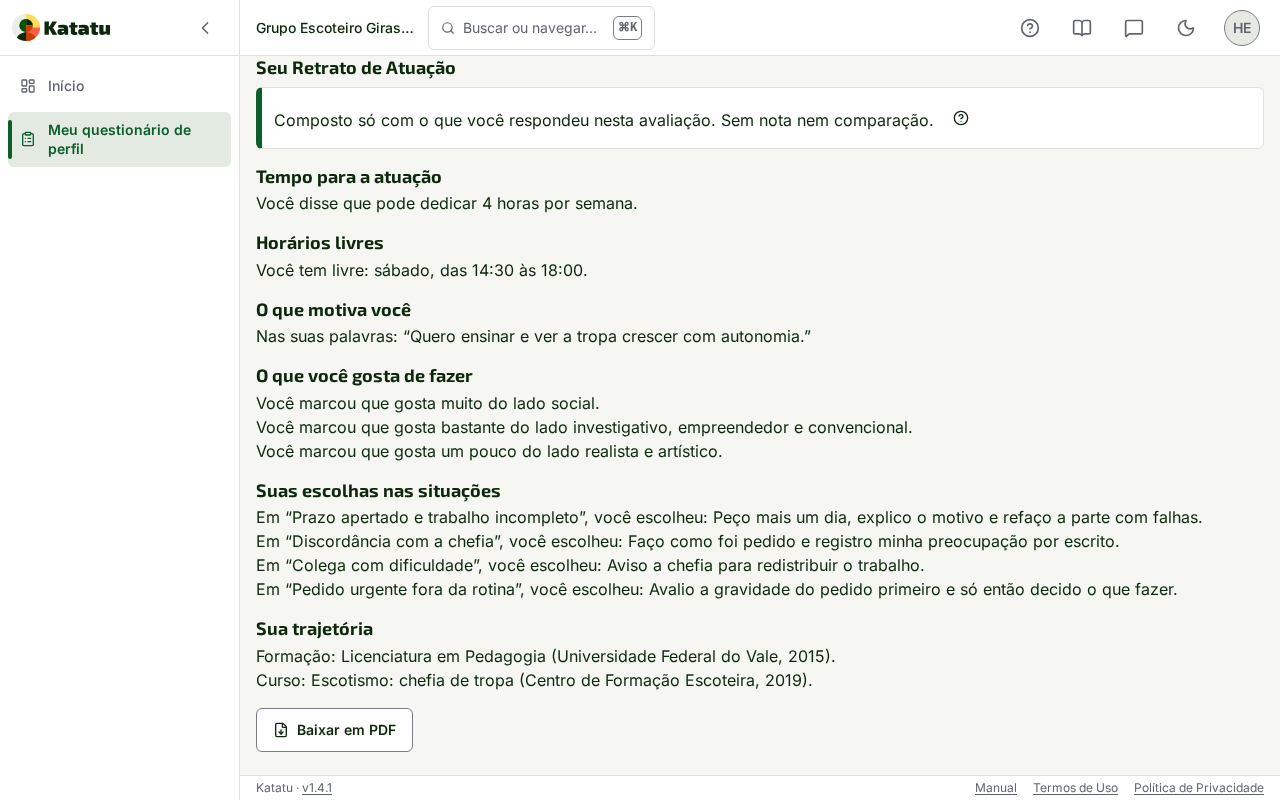 Katatu
Grupo Escoteiro Giras...
Buscar ou navegar...
⌘K
HE
Início
Meu questionário de
perfil
Seu Retrato de Atuação
Composto só com o que você respondeu nesta avaliação. Sem nota nem comparação.
Tempo para a atuação
Você disse que pode dedicar 4 horas por semana.
Horários livres
Você tem livre: sábado, das 14:30 às 18:00.
O que motiva você
Nas suas palavras: “Quero ensinar e ver a tropa crescer com autonomia.”
O que você gosta de fazer
Você marcou que gosta muito do lado social.
Você marcou que gosta bastante do lado investigativo, empreendedor e convencional.
Você marcou que gosta um pouco do lado realista e artístico.
Suas escolhas nas situações
Em “Prazo apertado e trabalho incompleto”, você escolheu: Peço mais um dia, explico o motivo e refaço a parte com falhas.
Em “Discordância com a chefia”, você escolheu: Faço como foi pedido e registro minha preocupação por escrito.
Em “Colega com dificuldade”, você escolheu: Aviso a chefia para redistribuir o trabalho.
Em “Pedido urgente fora da rotina”, você escolheu: Avalio a gravidade do pedido primeiro e só então decido o que fazer.
Sua trajetória
Formação: Licenciatura em Pedagogia (Universidade Federal do Vale, 2015).
Curso: Escotismo: chefia de tropa (Centro de Formação Escoteira, 2019).
Baixar em PDF
Katatu · v1.4.1
Manual
Termos de Uso
Política de Privacidade